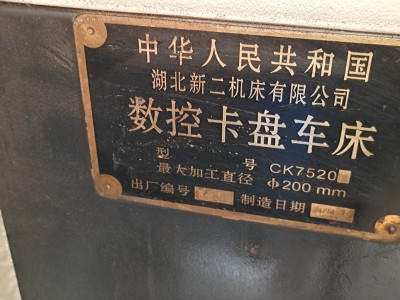 中华人民共和国
湖北新二机床有限公司
数控卡盘车床
型 号 CK7520
最大加工直径 φ200 mm
出厂编号 制造日期